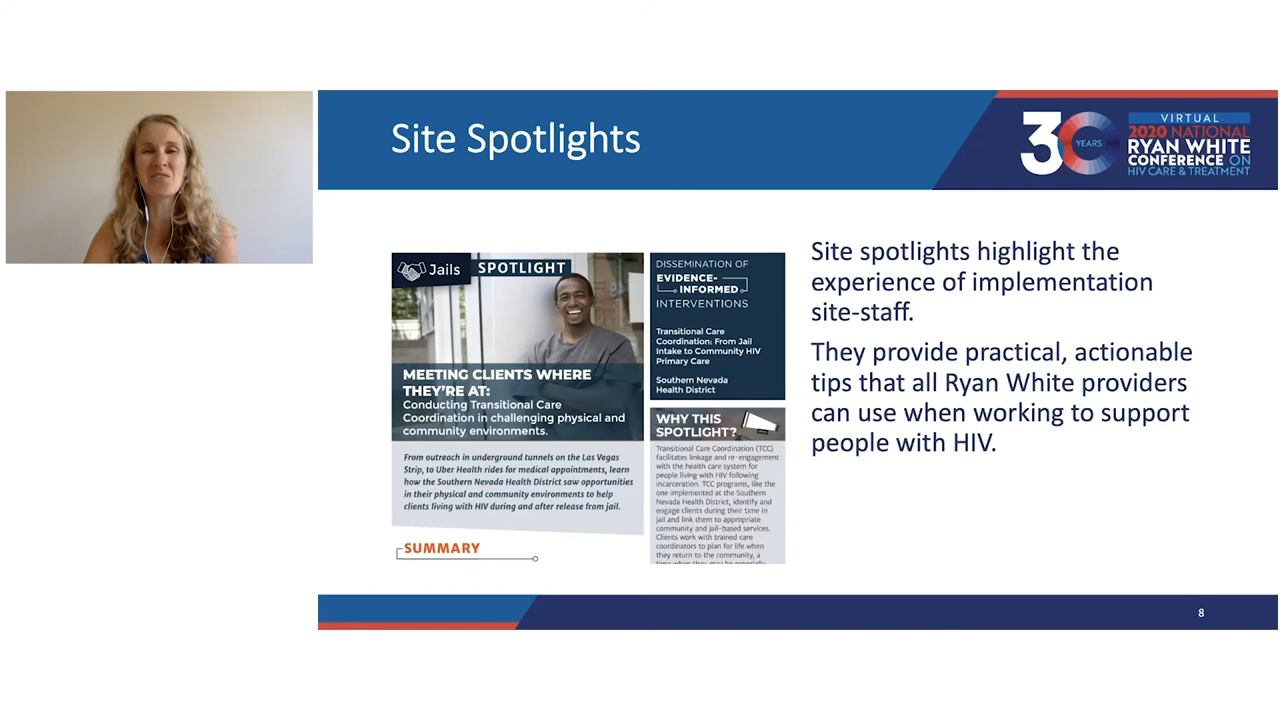 Site Spotlights
30 YEARS
VIRTUAL
2020 NATIONAL
RYAN WHITE
CONFERENCE ON
HIV CARE & TREATMENT
Jails
SPOTLIGHT
MEETING CLIENTS WHERE
THEY'RE AT:
Conducting Transitional Care
Coordination in challenging physical and
community environments.
From outreach in underground tunnels on the Las Vegas
Strip, to Uber Health rides for medical appointments, learn
how the Southern Nevada Health District saw opportunities
in their physical and community environments to help
clients living with HIV during and after release from jail.
SUMMARY
DISSEMINATION OF
EVIDENCE-
INFORMED
INTERVENTIONS
Transitional Care
Coordination: From Jail
Intake to Community HIV
Primary Care
Southern Nevada
Health District
WHY THIS
SPOTLIGHT?
Transitional Care Coordination (TCC)
facilitates linkage and re-engagement
with the health care system for
people living with HIV following
incarceration. TCC programs, like the
one implemented at the Southern
Nevada Health District, identify and
engage clients during their time in
jail and link them to appropriate
community and jail-based services.
Clients work with trained care
coordinators to plan for life when
they return to the community, a
time when they may be especially
Site spotlights highlight the
experience of implementation
site-staff.
They provide practical, actionable
tips that all Ryan White providers
can use when working to support
people with HIV.
8